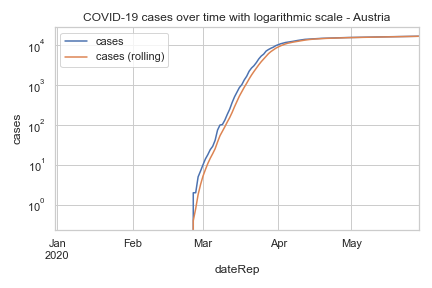 COVID-19 cases over time with logarithmic scale - Austria
cases
cases (rolling)
10⁴
10³
10²
10¹
10⁰
cases
Jan Feb Mar Apr May
2020
dateRep